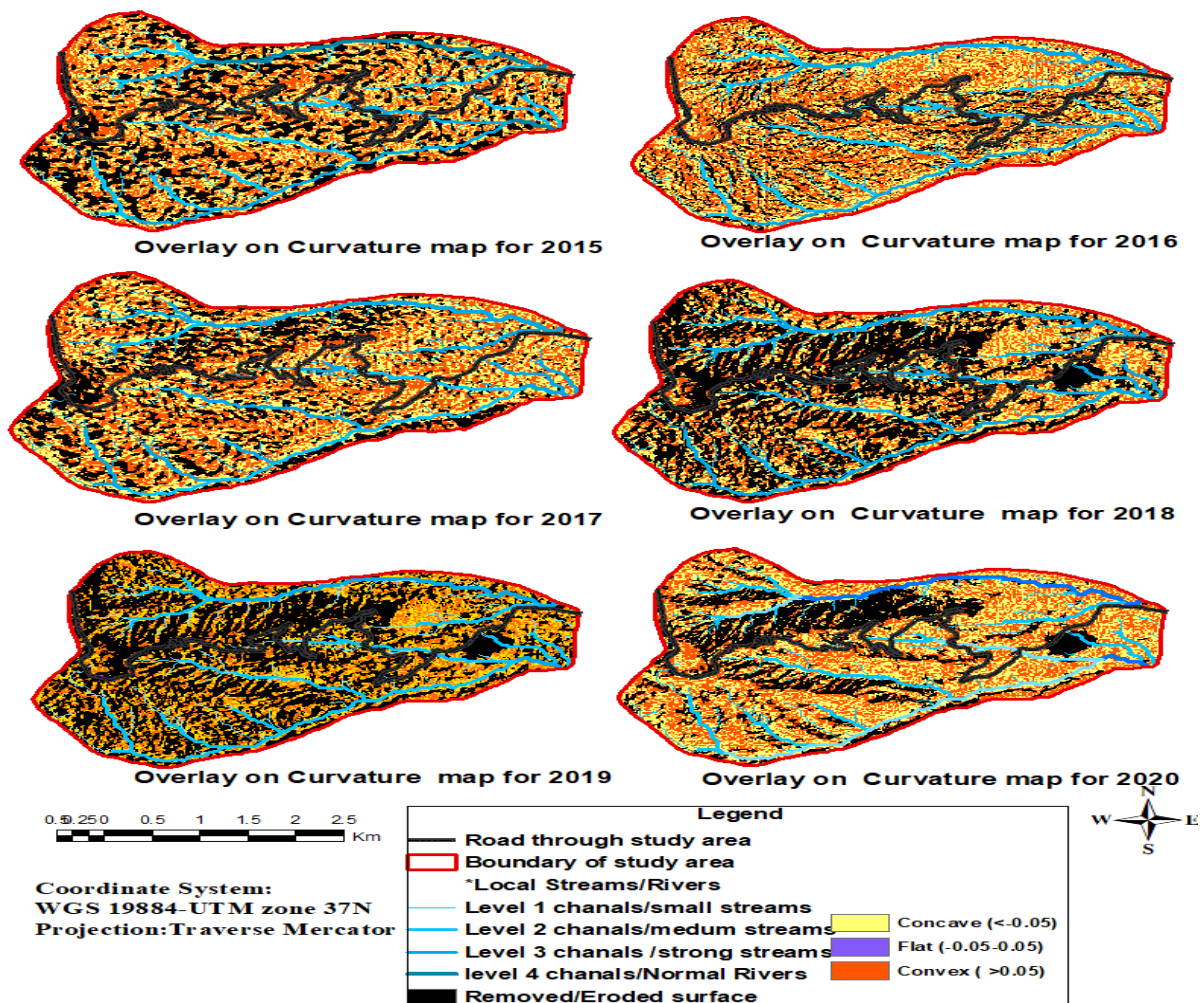 Overlay on Curvature map for 2015
Overlay on Curvature map for 2016
Overlay on Curvature map for 2017
Overlay on Curvature map for 2018
Overlay on Curvature map for 2019
Overlay on Curvature map for 2020
0.5 0.25 0 0.5 1 1.5 2 2.5
Km
Coordinate System:
WGS 19884-UTM zone 37N
Projection:Traverse Mercator
Legend
Road through study area
Boundary of study area
*Local Streams/Rivers
Level 1 chanals/small streams
Level 2 chanals/medum streams
Level 3 chanals /strong streams
level 4 chanals/Normal Rivers
Removed/Eroded surface
Concave (<-0.05)
Flat (-0.05-0.05)
Convex ( >0.05)
N
W E
S